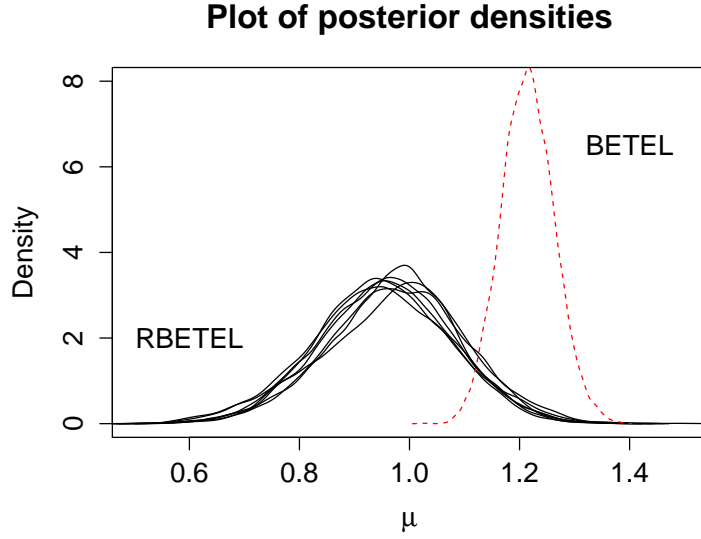 Plot of posterior densities
8
BETEL
6
4
Density
RBETEL
2
0
0.6 0.8 1.0 1.2 1.4
μ